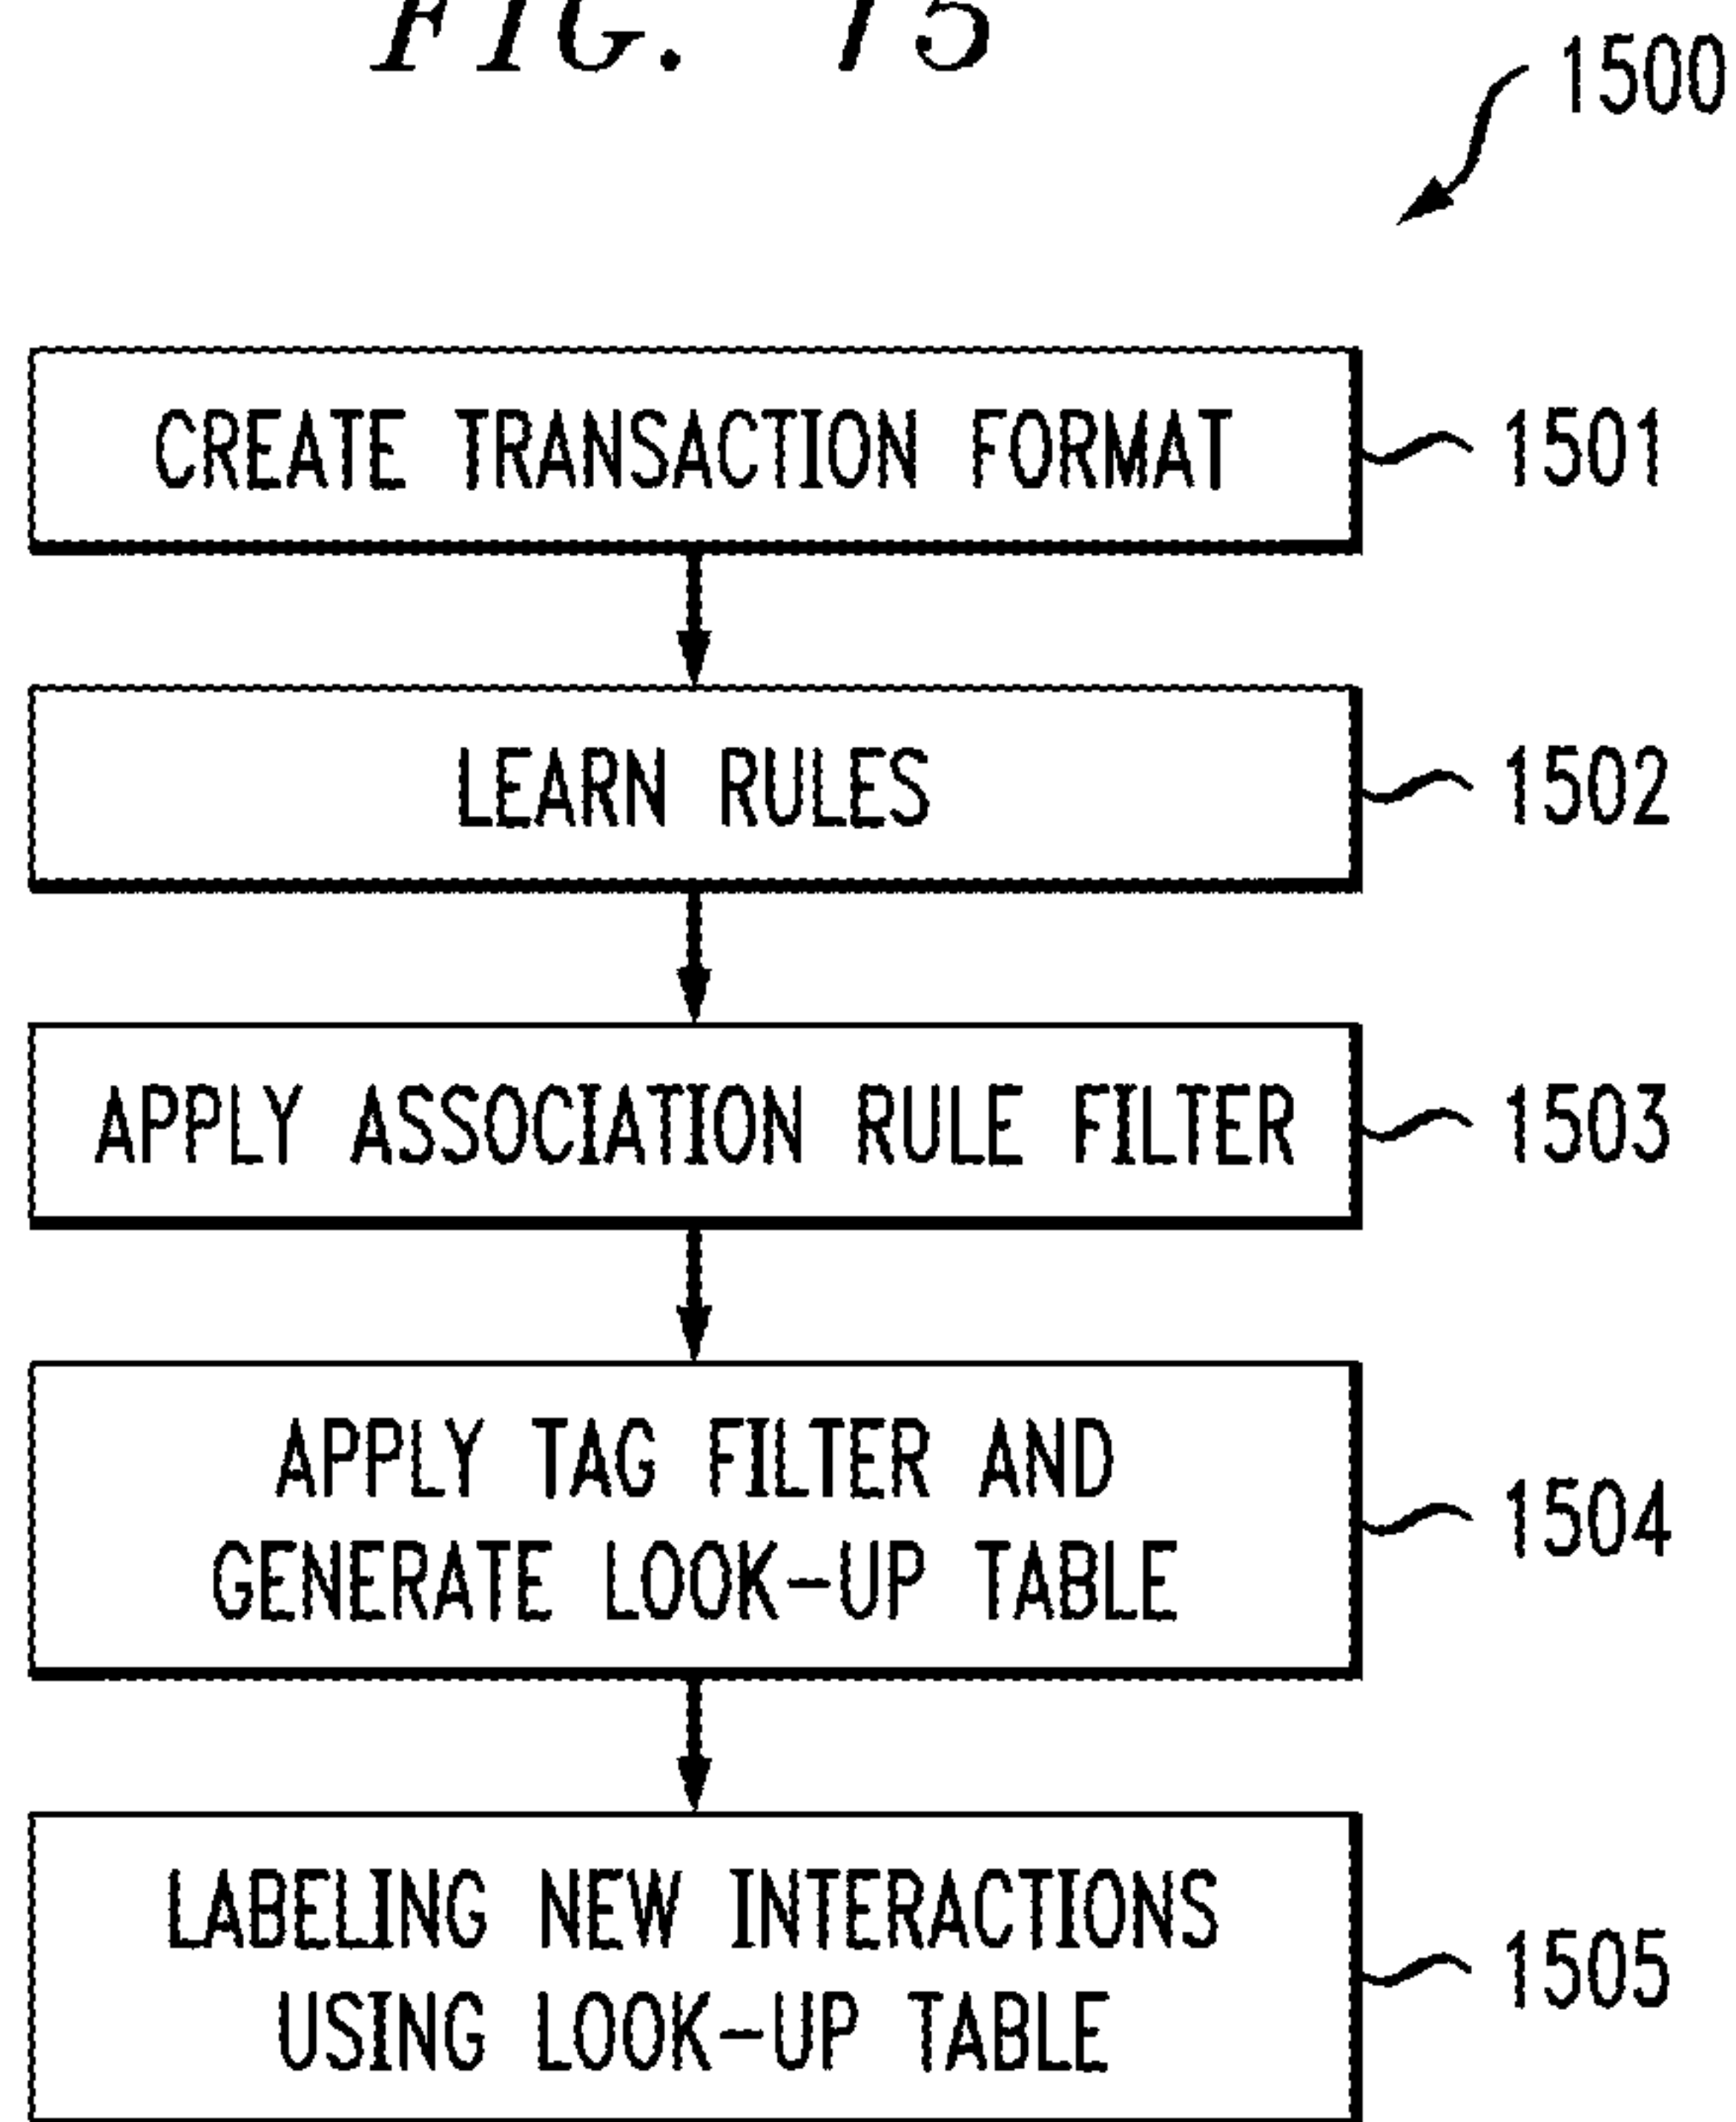 FIG. 15
1500
CREATE TRANSACTION FORMAT
1501
LEARN RULES
1502
APPLY ASSOCIATION RULE FILTER
1503
APPLY TAG FILTER AND
GENERATE LOOK-UP TABLE
1504
LABELING NEW INTERACTIONS
USING LOOK-UP TABLE
1505